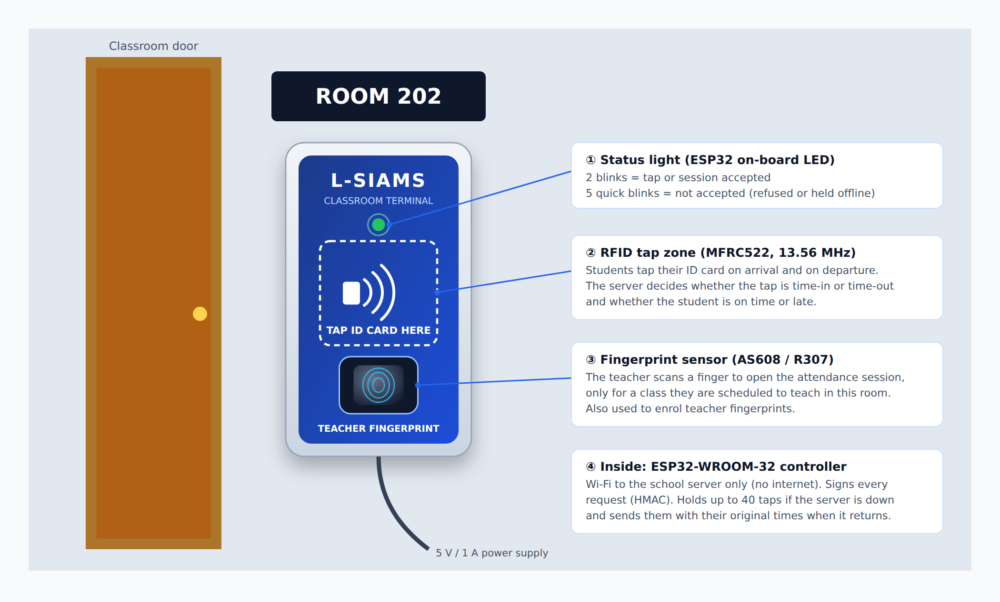 Classroom door
ROOM 202
L-SIAMS
CLASSROOM TERMINAL
TAP ID CARD HERE
TEACHER FINGERPRINT
5 V / 1 A power supply
① Status light (ESP32 on-board LED)
2 blinks = tap or session accepted
5 quick blinks = not accepted (refused or held offline)
② RFID tap zone (MFRC522, 13.56 MHz)
Students tap their ID card on arrival and on departure.
The server decides whether the tap is time-in or time-out
and whether the student is on time or late.
③ Fingerprint sensor (AS608 / R307)
The teacher scans a finger to open the attendance session,
only for a class they are scheduled to teach in this room.
Also used to enrol teacher fingerprints.
④ Inside: ESP32-WROOM-32 controller
Wi-Fi to the school server only (no internet). Signs every
request (HMAC). Holds up to 40 taps if the server is down
and sends them with their original times when it returns.